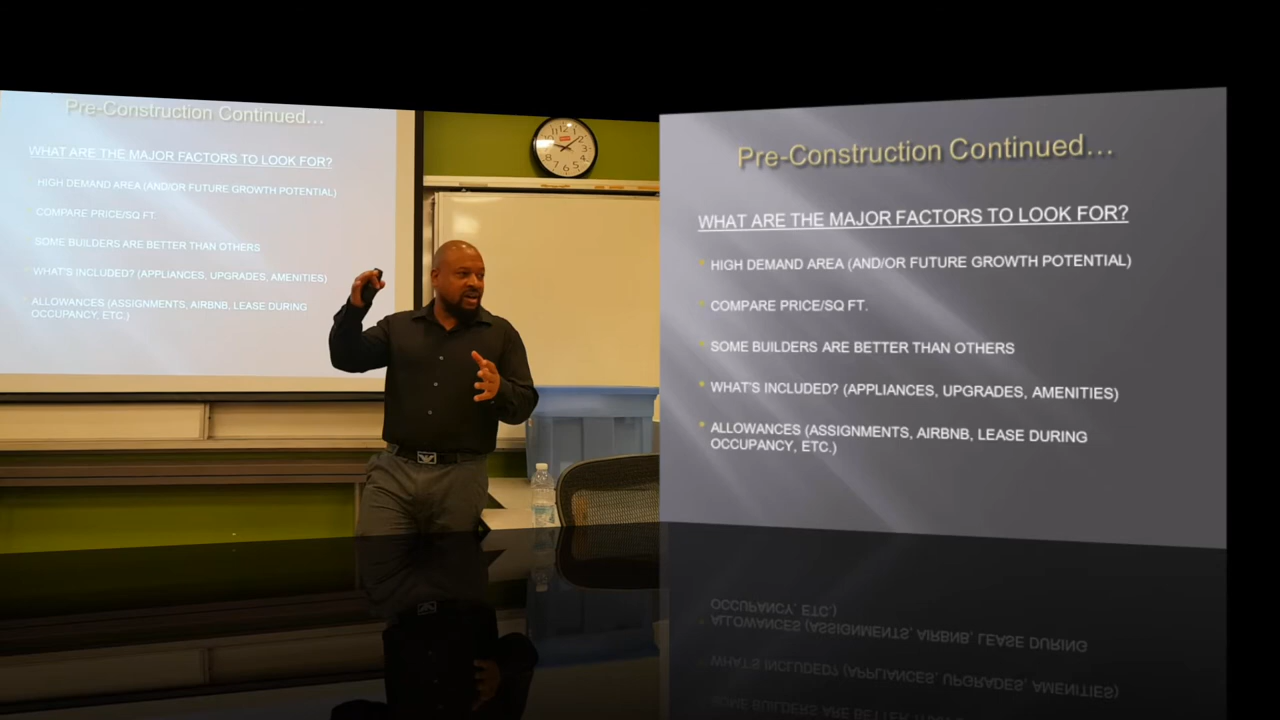 Pre-Construction Continued...
WHAT ARE THE MAJOR FACTORS TO LOOK FOR?
HIGH DEMAND AREA (AND/OR FUTURE GROWTH POTENTIAL)
COMPARE PRICE/SQ FT.
SOME BUILDERS ARE BETTER THAN OTHERS
WHAT'S INCLUDED? (APPLIANCES, UPGRADES, AMENITIES)
ALLOWANCES (ASSIGNMENTS, AIRBNB, LEASE DURING
OCCUPANCY, ETC.)
Pre-Construction Continued...
WHAT ARE THE MAJOR FACTORS TO LOOK FOR?
HIGH DEMAND AREA (AND/OR FUTURE GROWTH POTENTIAL)
COMPARE PRICE/SQ FT.
SOME BUILDERS ARE BETTER THAN OTHERS
WHAT'S INCLUDED? (APPLIANCES, UPGRADES, AMENITIES)
ALLOWANCES (ASSIGNMENTS, AIRBNB, LEASE DURING
OCCUPANCY, ETC.)